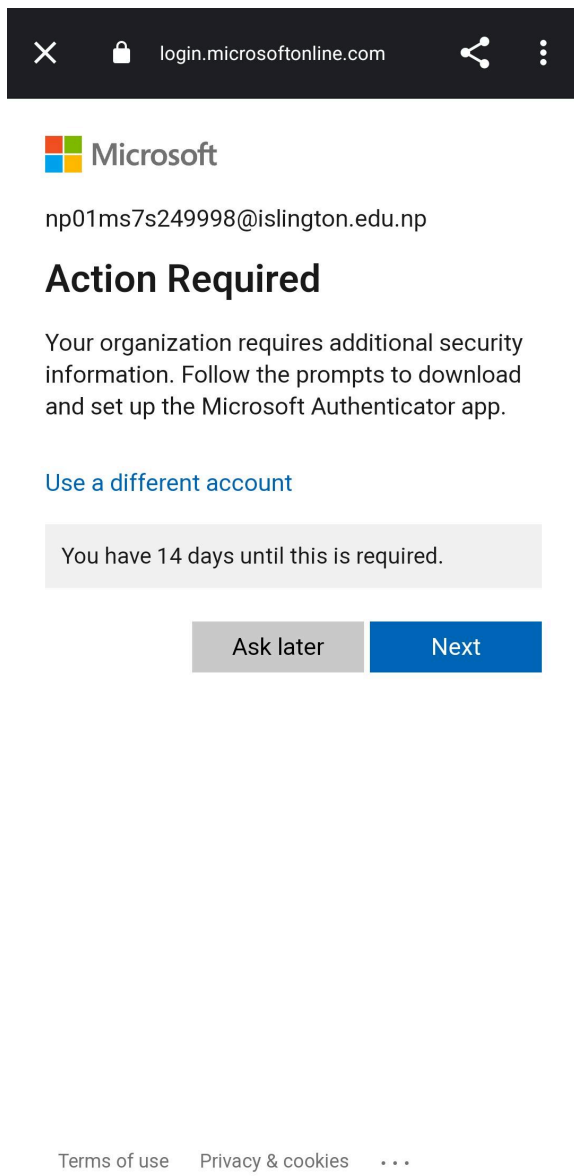 login.microsoftonline.com
Microsoft
np01ms7s249998@islington.edu.np
Action Required
Your organization requires additional security
information. Follow the prompts to download
and set up the Microsoft Authenticator app.
Use a different account
You have 14 days until this is required.
Ask later Next
Terms of use Privacy & cookies ...